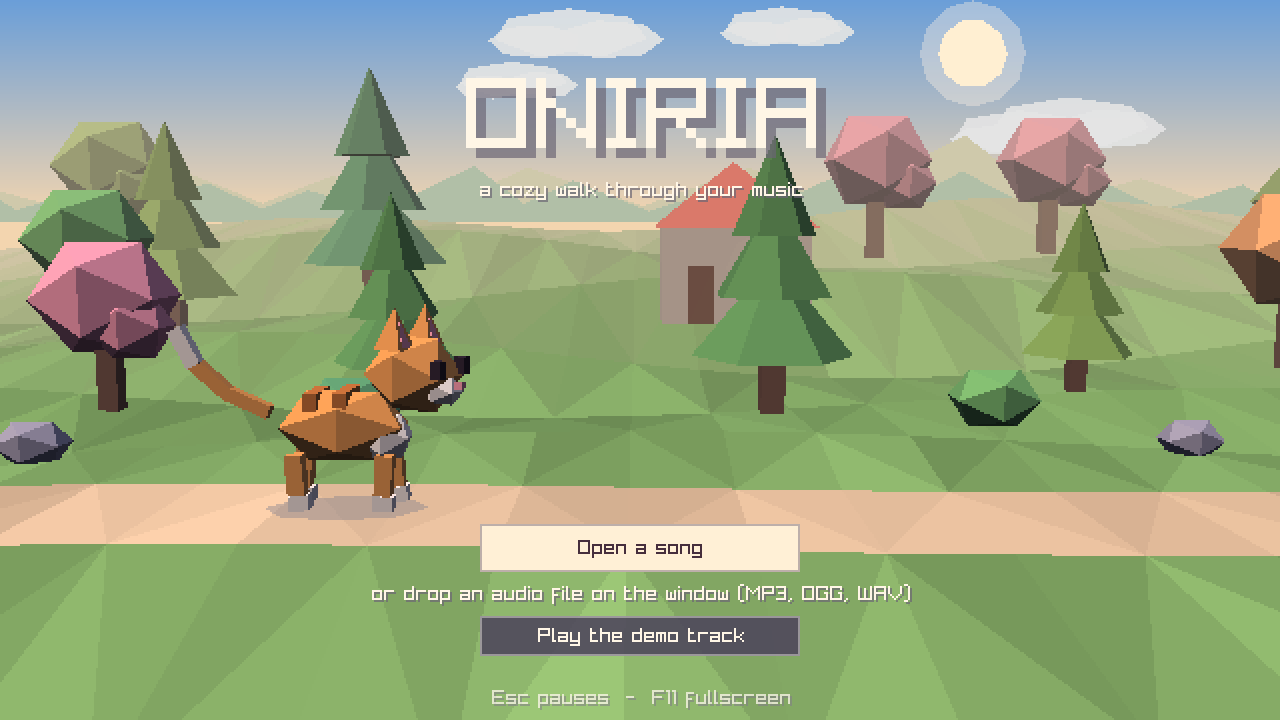 ONIRIA
a cozy walk through your music
Open a song
or drop an audio file on the window (MP3, OGG, WAV)
Play the demo track
Esc pauses - F11 fullscreen